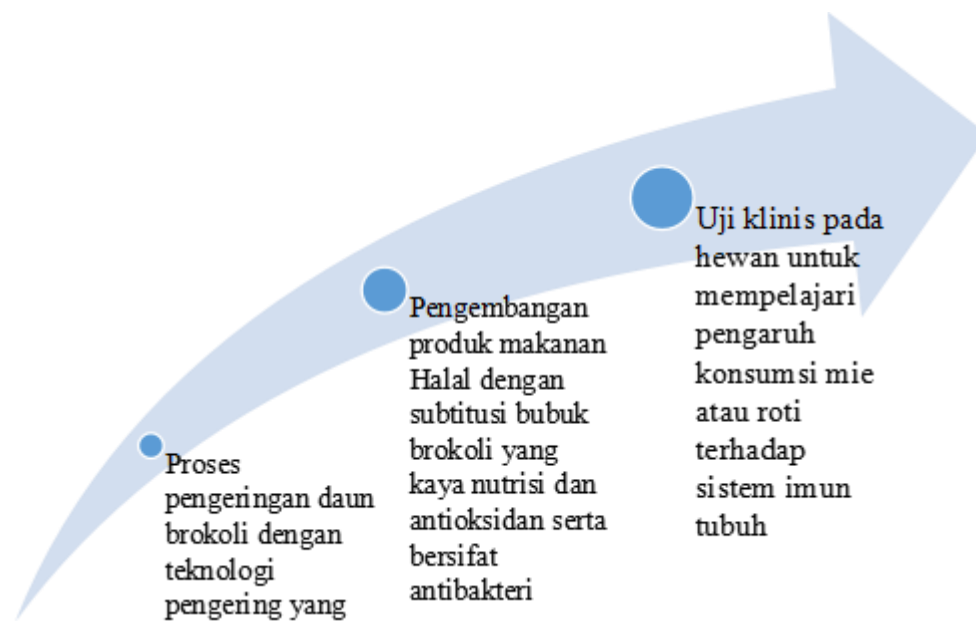 Proses
pengeringan daun
brokoli dengan
teknologi
pengering yang
Pengembangan
produk makanan
Halal dengan
subtitusi bubuk
brokoli yang
kaya nutrisi dan
antioksidan serta
bersifat
antibakteri
Uji klinis pada
hewan untuk
mempelajari
pengaruh
konsumsi mie
atau roti
terhadap
sistem imun
tubuh